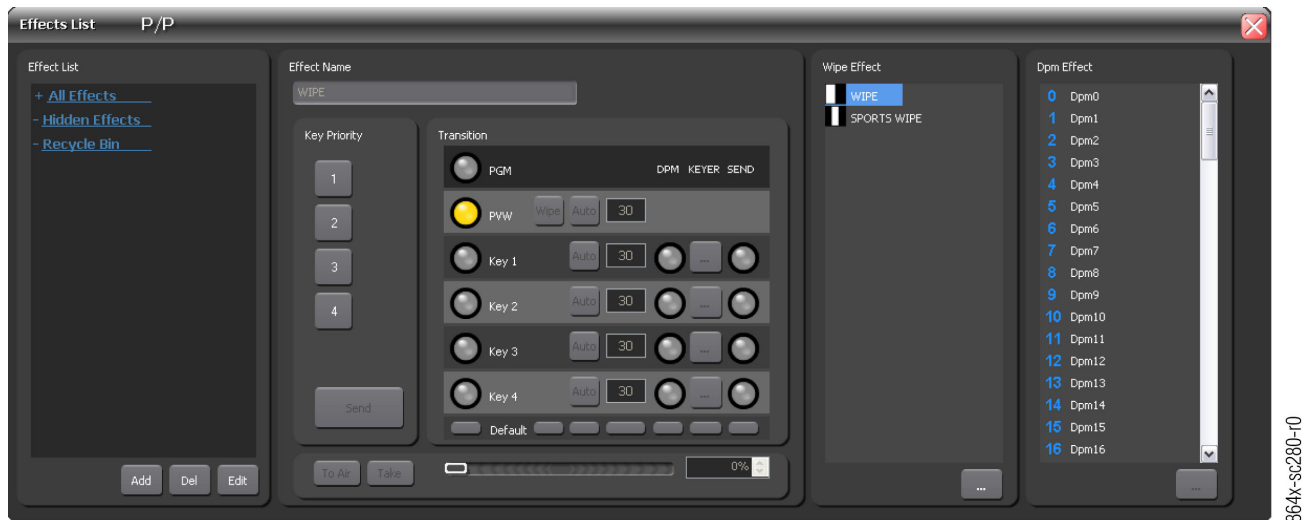 Effects List P/P
Effect List
+ All Effects
- Hidden Effects
- Recycle Bin
Add Del Edit
Effect Name
WIPE
Key Priority
1
2
3
4
Send
Transition
PGM DPM KEYER SEND
PVW Wipe Auto 30
Key 1 Auto 30 ...
Key 2 Auto 30 ...
Key 3 Auto 30 ...
Key 4 Auto 30 ...
Default
To Air Take 0%
Wipe Effect
WIPE
SPORTS WIPE
...
Dpm Effect
0 Dpm0
1 Dpm1
2 Dpm2
3 Dpm3
4 Dpm4
5 Dpm5
6 Dpm6
7 Dpm7
8 Dpm8
9 Dpm9
10 Dpm10
11 Dpm11
12 Dpm12
13 Dpm13
14 Dpm14
15 Dpm15
16 Dpm16
...
364x-sc280-r0